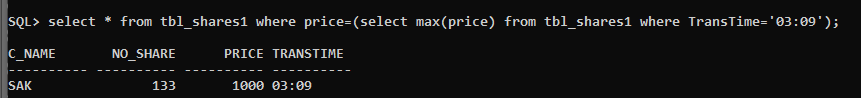 SQL> select * from tbl_shares1 where price=(select max(price) from tbl_shares1 where TransTime='03:09');
C_NAME       NO_SHARE      PRICE TRANSTIME
---------- ---------- ---------- ----------
SAK               133       1000 03:09